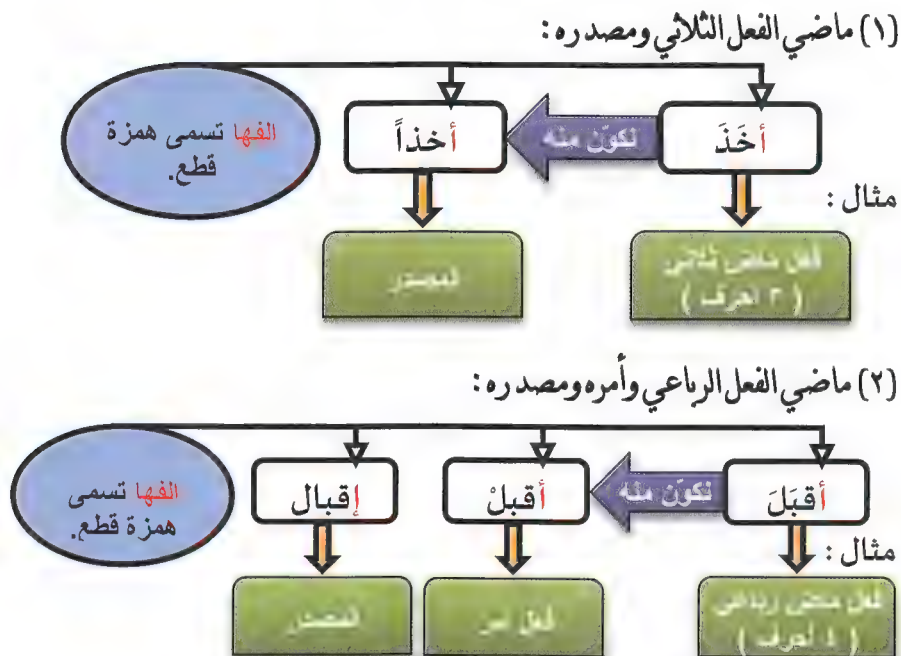 (١) ماضي الفعل الثلاثي ومصدره :
أخَذَ
نكوّن منه
أخذاً
الفها تسمى همزة
قطع.
مثال :
فعل ماض ثلاثي
( ٣ أحرف )
المصدر
(٢) ماضي الفعل الرباعي وأمره ومصدره :
أقبَلَ
نكوّن منه
أقبلْ
إقبال
الفها تسمى
همزة قطع.
مثال :
فعل ماض رباعي
( ٤ أحرف )
فعل أمر
المصدر